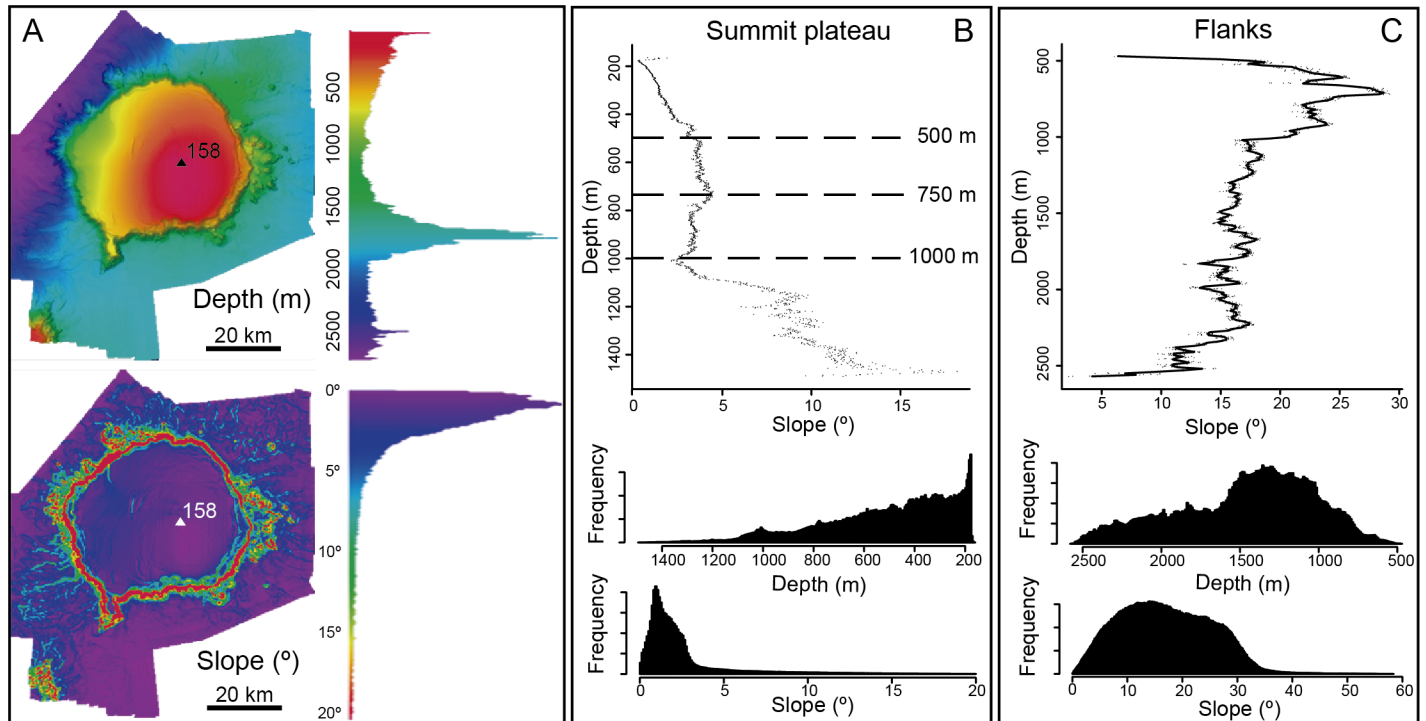 A
158
Depth (m)
20 km
500
1000
1500
2000
2500
158
Slope (º)
20 km
0º
5º
10º
15º
20º
Summit plateau
B
200
400
600
800
1000
1200
1400
Depth (m)
500 m
750 m
1000 m
0
5
10
15
Slope (º)
Frequency
1400
1200
1000
800
600
400
200
Depth (m)
Frequency
0
5
10
15
20
Slope (º)
Flanks
C
500
1000
1500
2000
2500
Depth (m)
5
10
15
20
25
30
Slope (º)
Frequency
2500
2000
1500
1000
500
Depth (m)
Frequency
0
10
20
30
40
50
60
Slope (º)